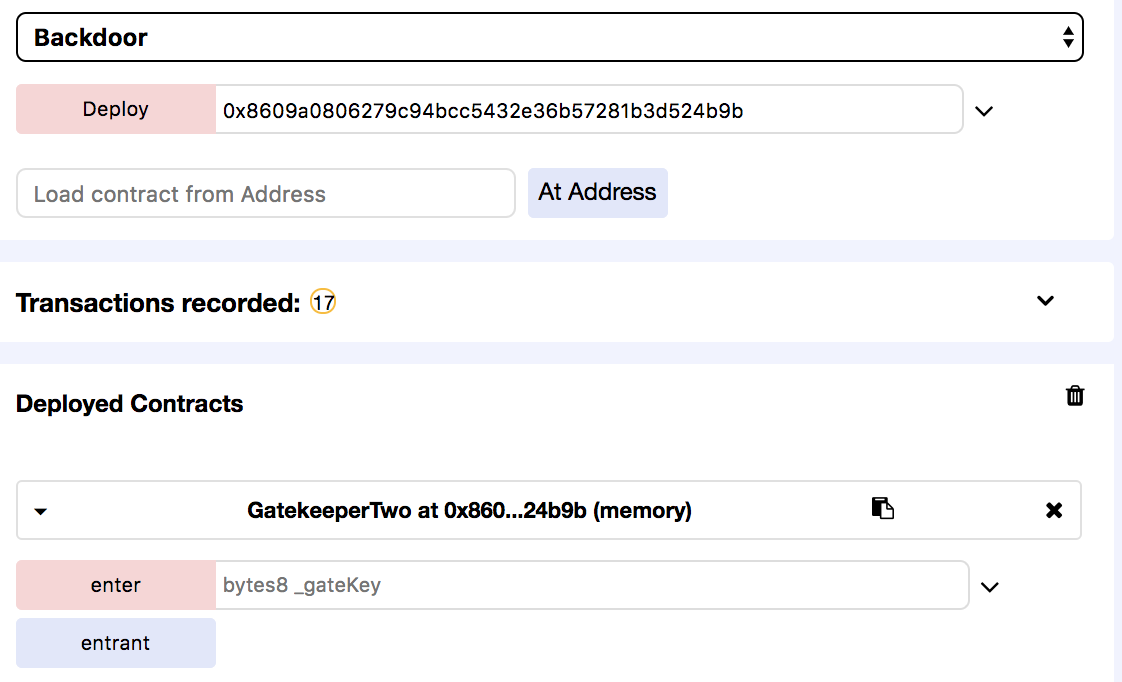 Backdoor
Deploy 0x8609a0806279c94bcc5432e36b57281b3d524b9b
Load contract from Address At Address
Transactions recorded: 17
Deployed Contracts
GatekeeperTwo at 0x860...24b9b (memory)
enter bytes8 _gateKey
entrant